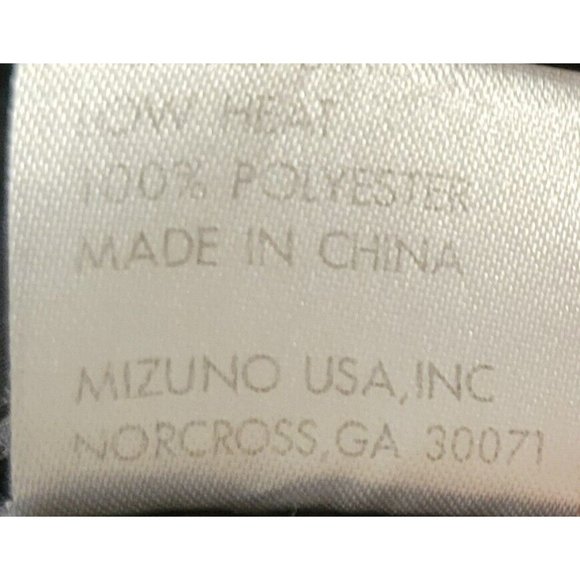 LOW HEAT
100% POLYESTER
MADE IN CHINA
MIZUNO USA, INC
NORCROSS, GA 30071